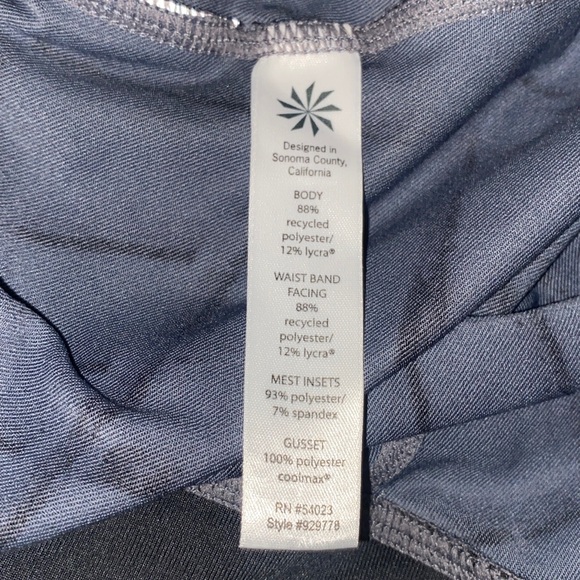 Designed in
Sonoma County,
California
BODY
88%
recycled
polyester/
12% lycra®
WAIST BAND
FACING
88%
recycled
polyester/
12% lycra®
MEST INSETS
93% polyester/
7% spandex
GUSSET
100% polyester
coolmax®
RN #54023
Style #929778